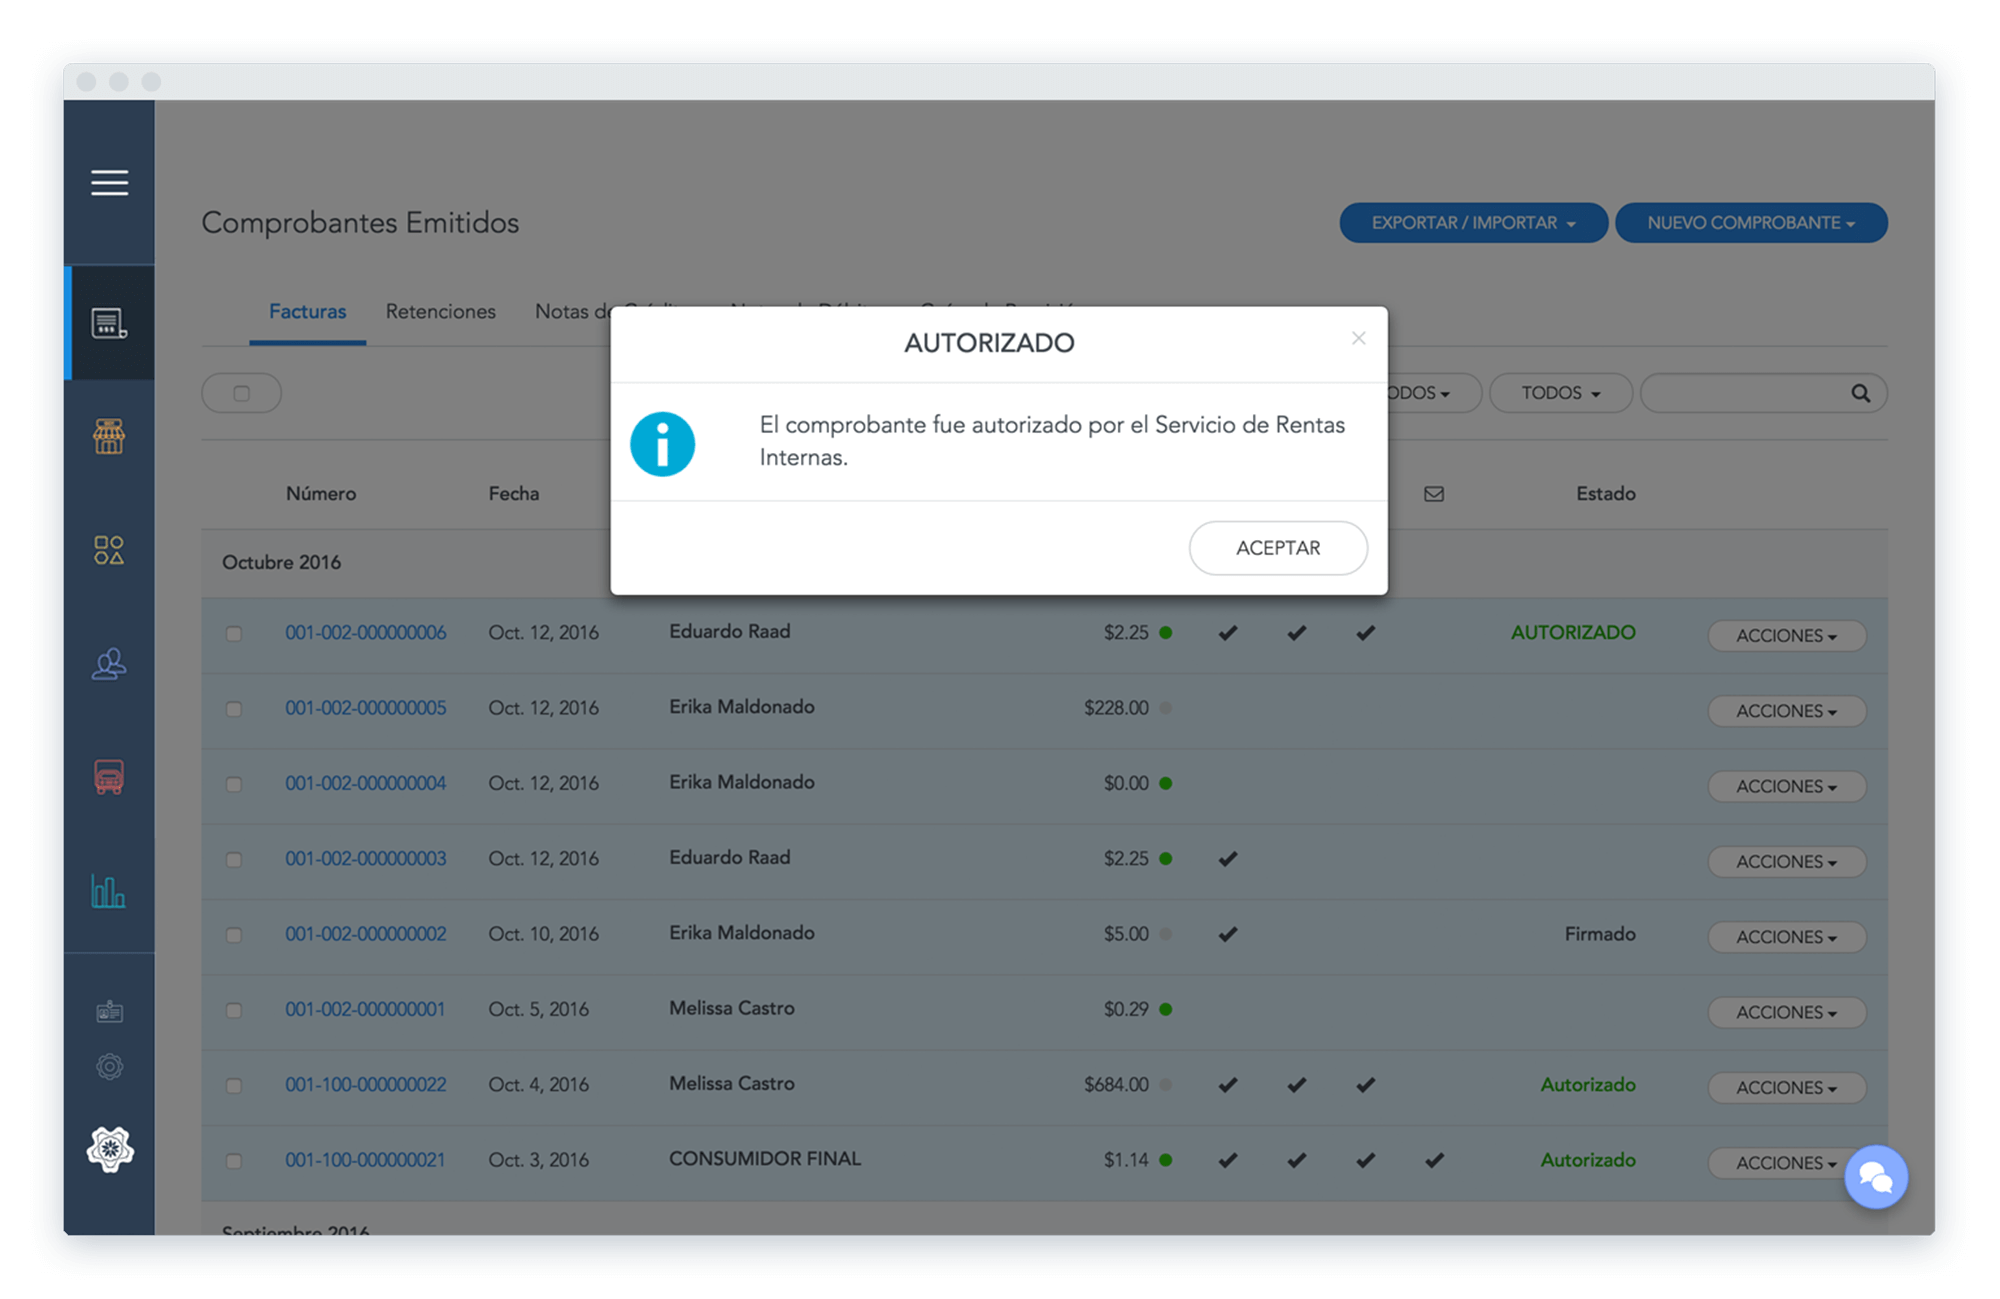 Comprobantes Emitidos
EXPORTAR / IMPORTAR
NUEVO COMPROBANTE
Facturas Retenciones Notas de
AUTORIZADO
×
El comprobante fue autorizado por el Servicio de Rentas
Internas.
ACEPTAR
TODOS
Número Fecha Estado
Octubre 2016
001-002-000000006 Oct. 12, 2016 Eduardo Raad $2.25 AUTORIZADO ACCIONES
001-002-000000005 Oct. 12, 2016 Erika Maldonado $228.00 ACCIONES
001-002-000000004 Oct. 12, 2016 Erika Maldonado $0.00 ACCIONES
001-002-000000003 Oct. 12, 2016 Eduardo Raad $2.25 ACCIONES
001-002-000000002 Oct. 10, 2016 Erika Maldonado $5.00 Firmado ACCIONES
001-002-000000001 Oct. 5, 2016 Melissa Castro $0.29 ACCIONES
001-100-000000022 Oct. 4, 2016 Melissa Castro $684.00 Autorizado ACCIONES
001-100-000000021 Oct. 3, 2016 CONSUMIDOR FINAL $1.14 Autorizado ACCIONES
Septiembre 2016